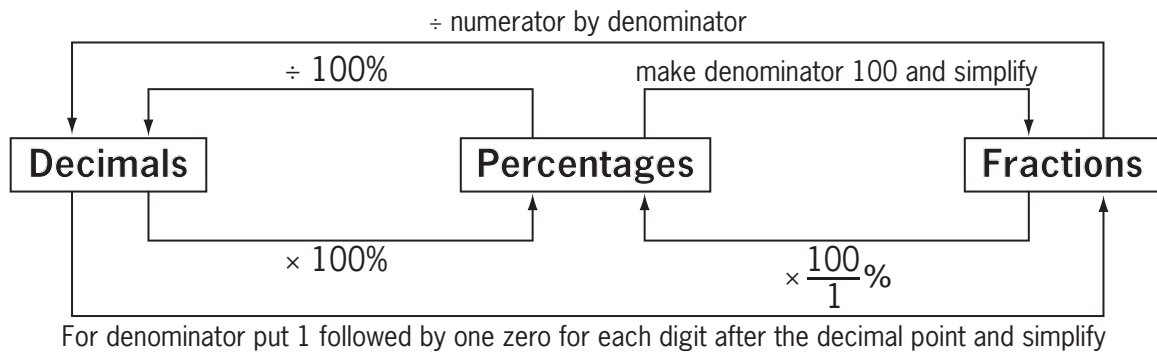 ÷ numerator by denominator
÷ 100%
make denominator 100 and simplify
Decimals
Percentages
Fractions
× 100%
× 100/1 %
For denominator put 1 followed by one zero for each digit after the decimal point and simplify